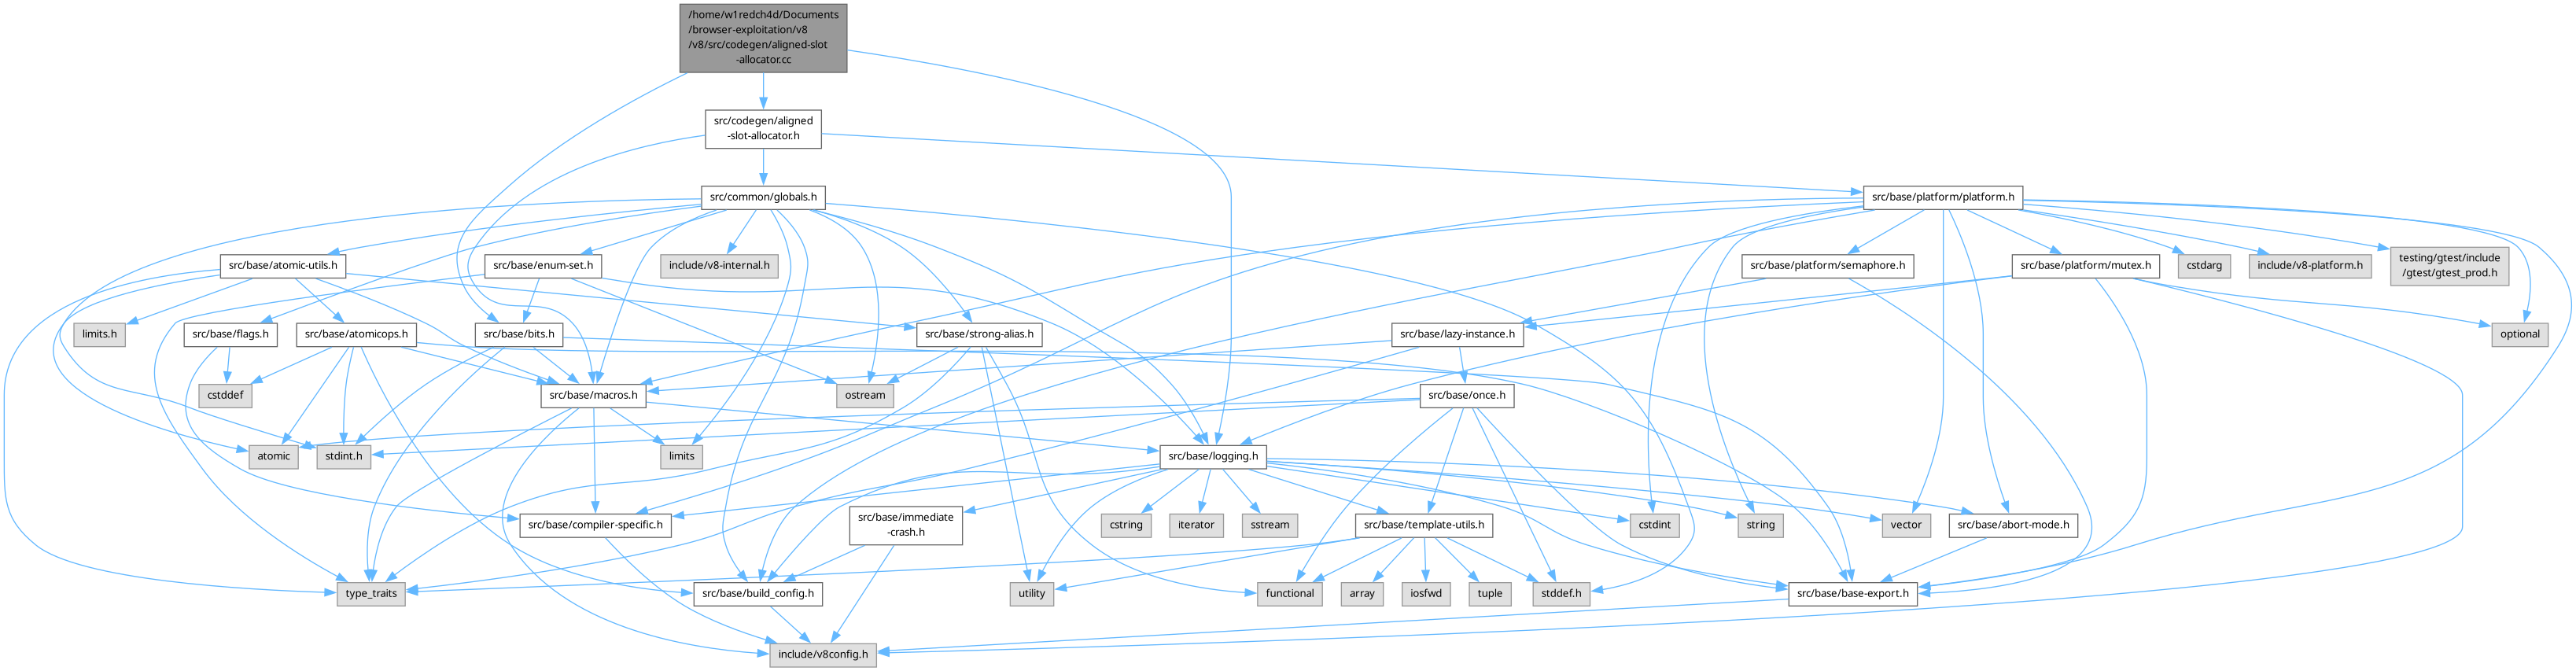 /home/w1redch4d/Documents
/browser-exploitation/v8
/v8/src/codegen/aligned-slot
-allocator.cc
src/codegen/aligned
-slot-allocator.h
src/common/globals.h
src/base/platform/platform.h
src/base/atomic-utils.h
src/base/enum-set.h
include/v8-internal.h
src/base/platform/semaphore.h
src/base/platform/mutex.h
cstdarg
include/v8-platform.h
testing/gtest/include
/gtest/gtest_prod.h
limits.h
src/base/flags.h
src/base/atomicops.h
src/base/bits.h
src/base/strong-alias.h
src/base/lazy-instance.h
optional
cstddef
src/base/macros.h
ostream
src/base/once.h
atomic
stdint.h
limits
src/base/logging.h
src/base/compiler-specific.h
src/base/immediate
-crash.h
cstring
iterator
sstream
src/base/template-utils.h
cstdint
string
vector
src/base/abort-mode.h
type_traits
src/base/build_config.h
utility
functional
array
iosfwd
tuple
stddef.h
src/base/base-export.h
include/v8config.h